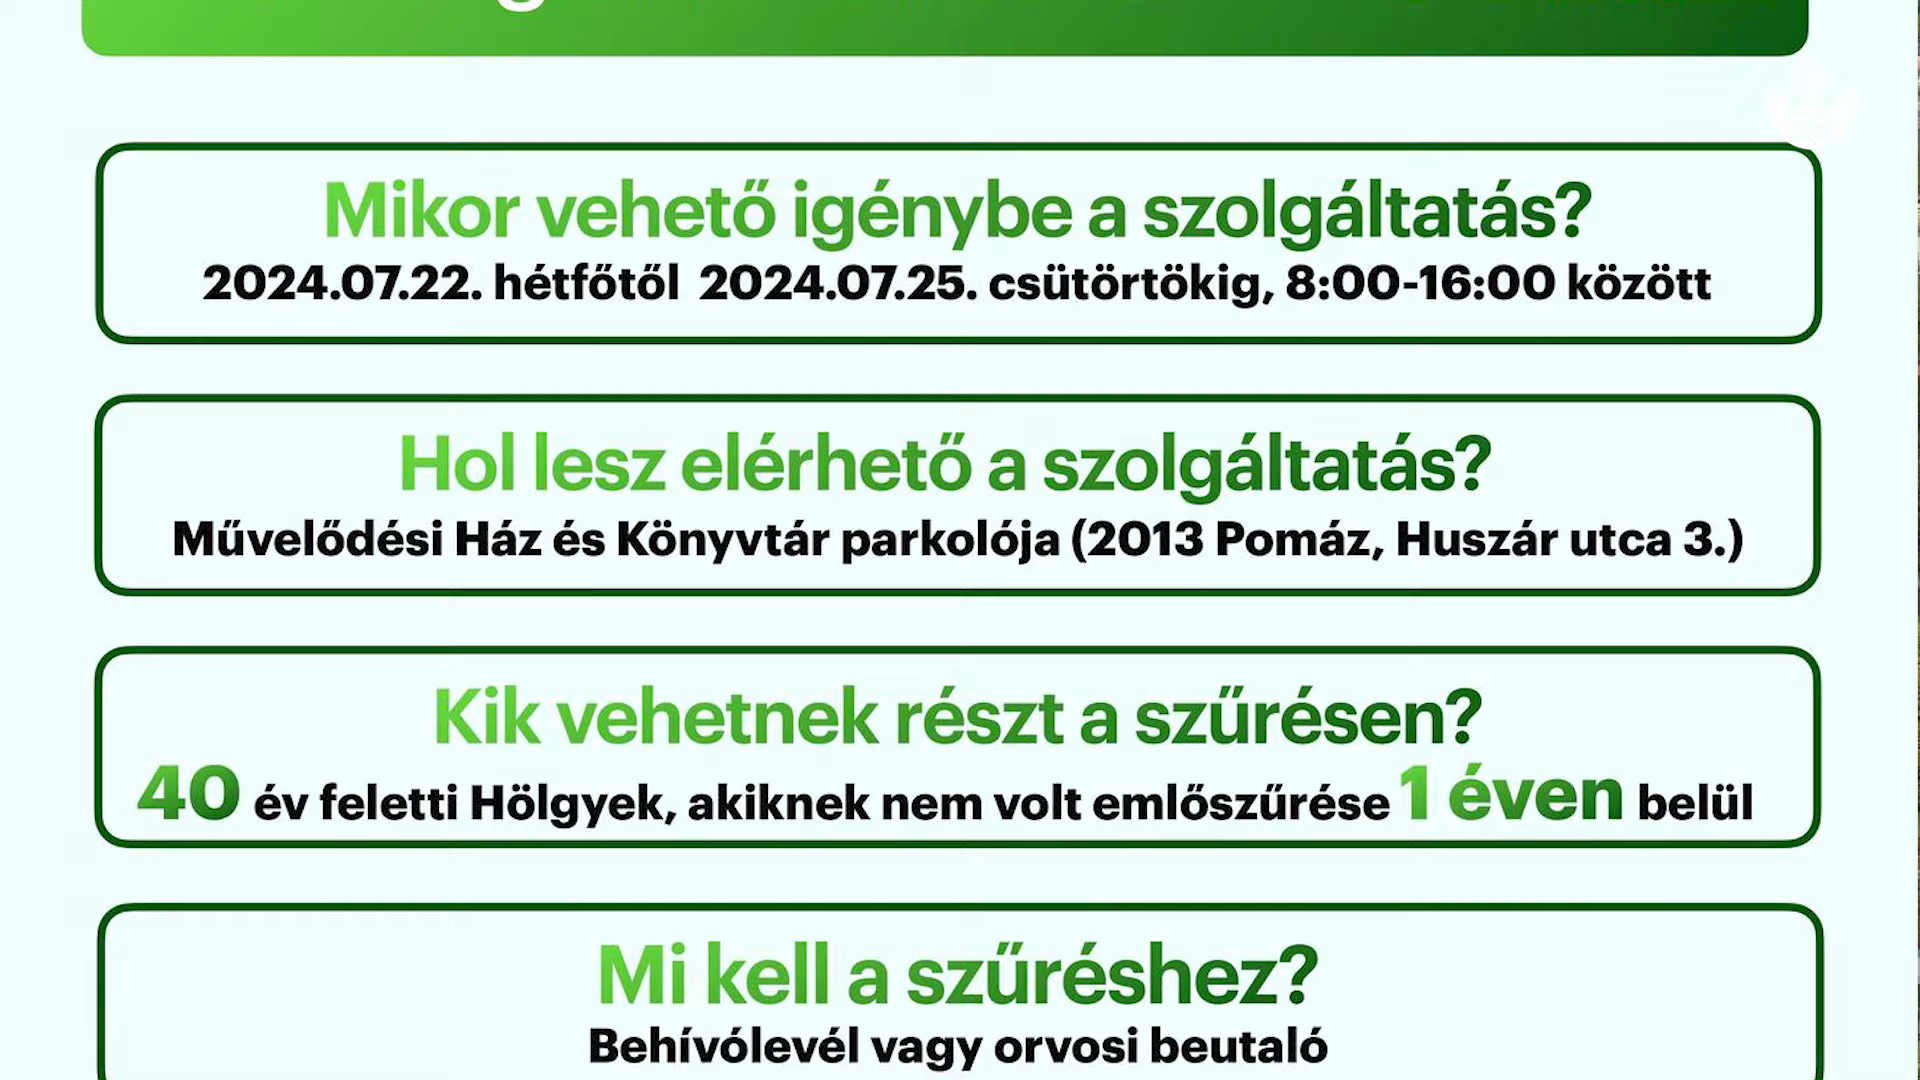 Mikor vehető igénybe a szolgáltatás?
2024.07.22. hétfőtől 2024.07.25. csütörtökig, 8:00-16:00 között
Hol lesz elérhető a szolgáltatás?
Művelődési Ház és Könyvtár parkolója (2013 Pomáz, Huszár utca 3.)
Kik vehetnek részt a szűrésen?
40 év feletti Hölgyek, akiknek nem volt emlőszűrése 1 éven belül
Mi kell a szűréshez?
Behívólevél vagy orvosi beutaló